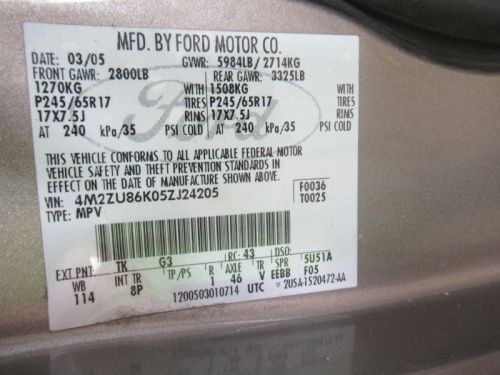 MFD. BY FORD MOTOR CO.
DATE: 03/05 GVWR: 5984LB/ 2714KG
FRONT GAWR: 2800LB REAR GAWR: 3325LB
1270KG WITH 1508KG WITH
P245/65R17 TIRES P245/65R17 TIRES
17X7.5J RIMS 17X7.5J RIMS
AT 240 kPa/35 PSI COLD AT 240 kPa/35 PSI COLD
Ford
THIS VEHICLE CONFORMS TO ALL APPLICABLE FEDERAL MOTOR
VEHICLE SAFETY AND THEFT PREVENTION STANDARDS IN
EFFECT ON THE DATE OF MANUFACTURE SHOWN ABOVE.
VIN: 4M2ZU86K05ZJ24205 F0036
TYPE: MPV T0025
EXT PNT: TK G3 RC: 43 DSO:
WB INT TR TP/PS R AXLE TR SPR 5U51A
114 8P 1 46 V EEBB F05
1200503010714 UTC 2U5A-1520472-AA